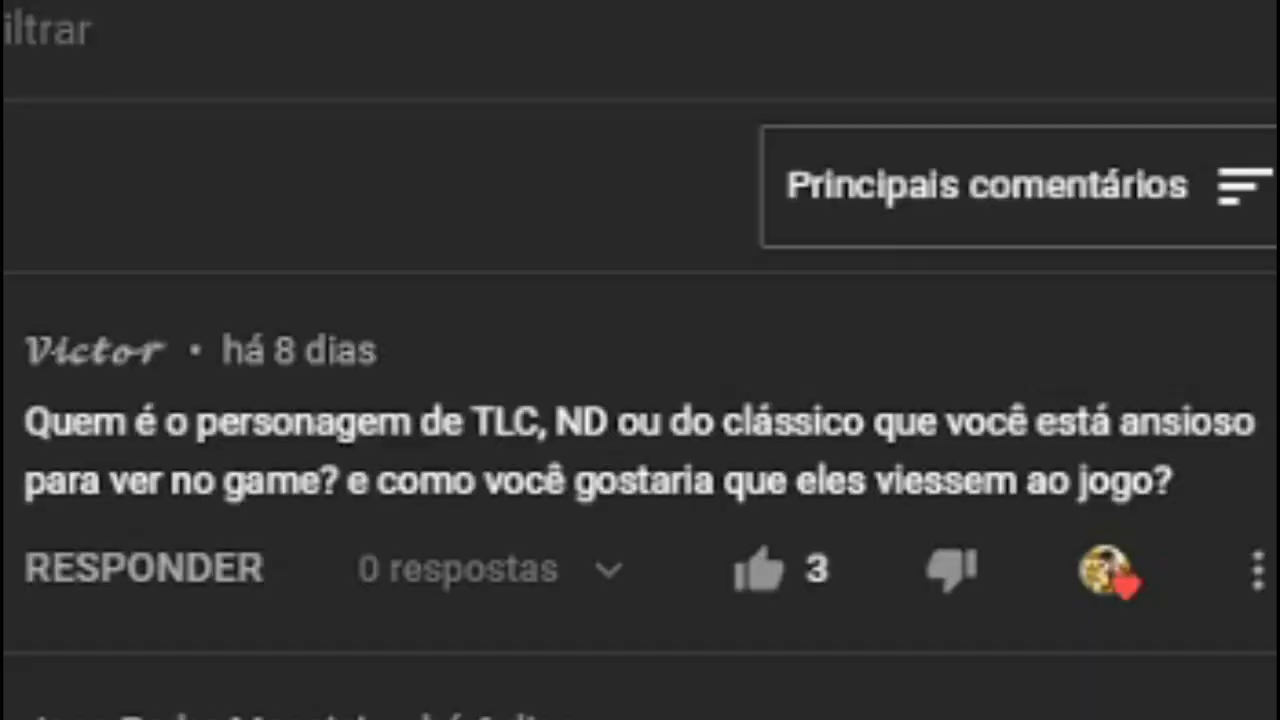 iltrar
Principais comentários
Victor • há 8 dias
Quem é o personagem de TLC, ND ou do clássico que você está ansioso
para ver no game? e como você gostaria que eles viessem ao jogo?
RESPONDER 0 respostas 3